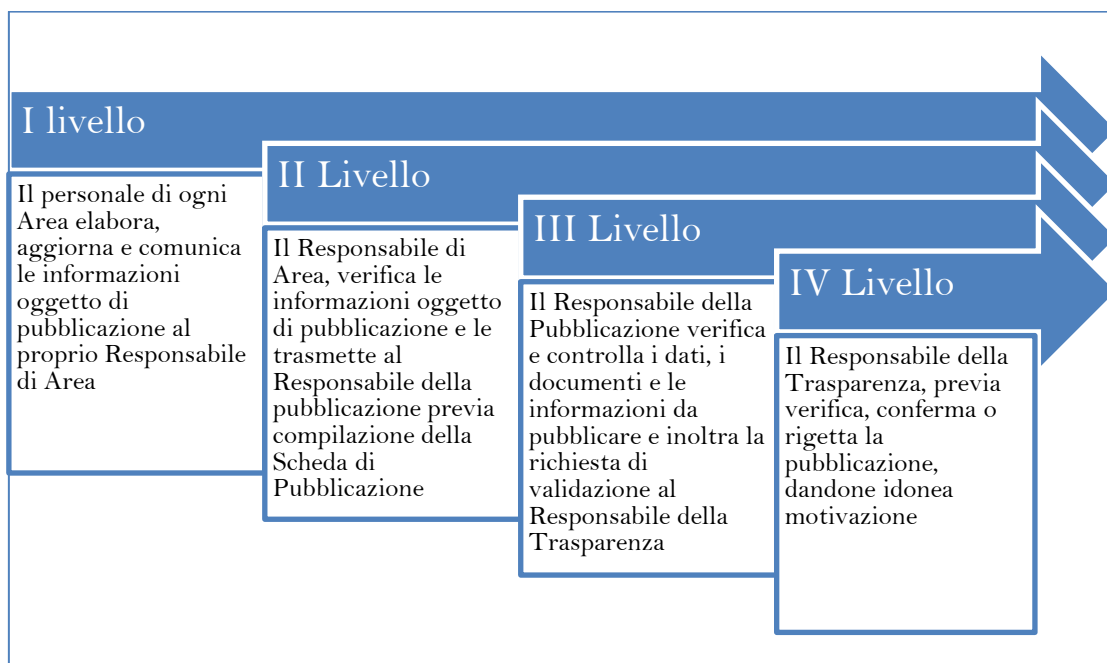 I livello
Il personale di ogni
Area elabora,
aggiorna e comunica
le informazioni
oggetto di
pubblicazione al
proprio Responsabile
di Area
II Livello
Il Responsabile di
Area, verifica le
informazioni oggetto
di pubblicazione e le
trasmette al
Responsabile della
pubblicazione previa
compilazione della
Scheda di
Pubblicazione
III Livello
Il Responsabile della
Pubblicazione verifica
e controlla i dati, i
documenti e le
informazioni da
pubblicare e inoltra la
richiesta di
validazione al
Responsabile della
Trasparenza
IV Livello
Il Responsabile della
Trasparenza, previa
verifica, conferma o
rigetta la
pubblicazione,
dandone idonea
motivazione